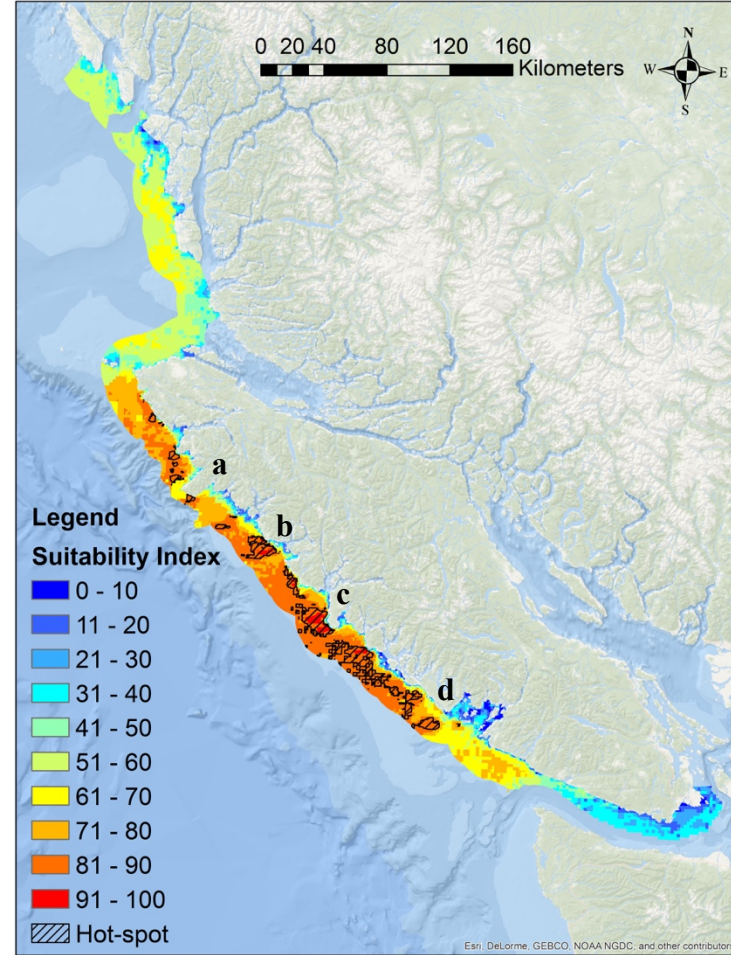 N
0 20 40 80 120 160
Kilometers
W E
S
a
b
c
d
Legend
Suitability Index
0 - 10
11 - 20
21 - 30
31 - 40
41 - 50
51 - 60
61 - 70
71 - 80
81 - 90
91 - 100
Hot-spot
Esri, DeLorme, GEBCO, NOAA NGDC, and other contributors